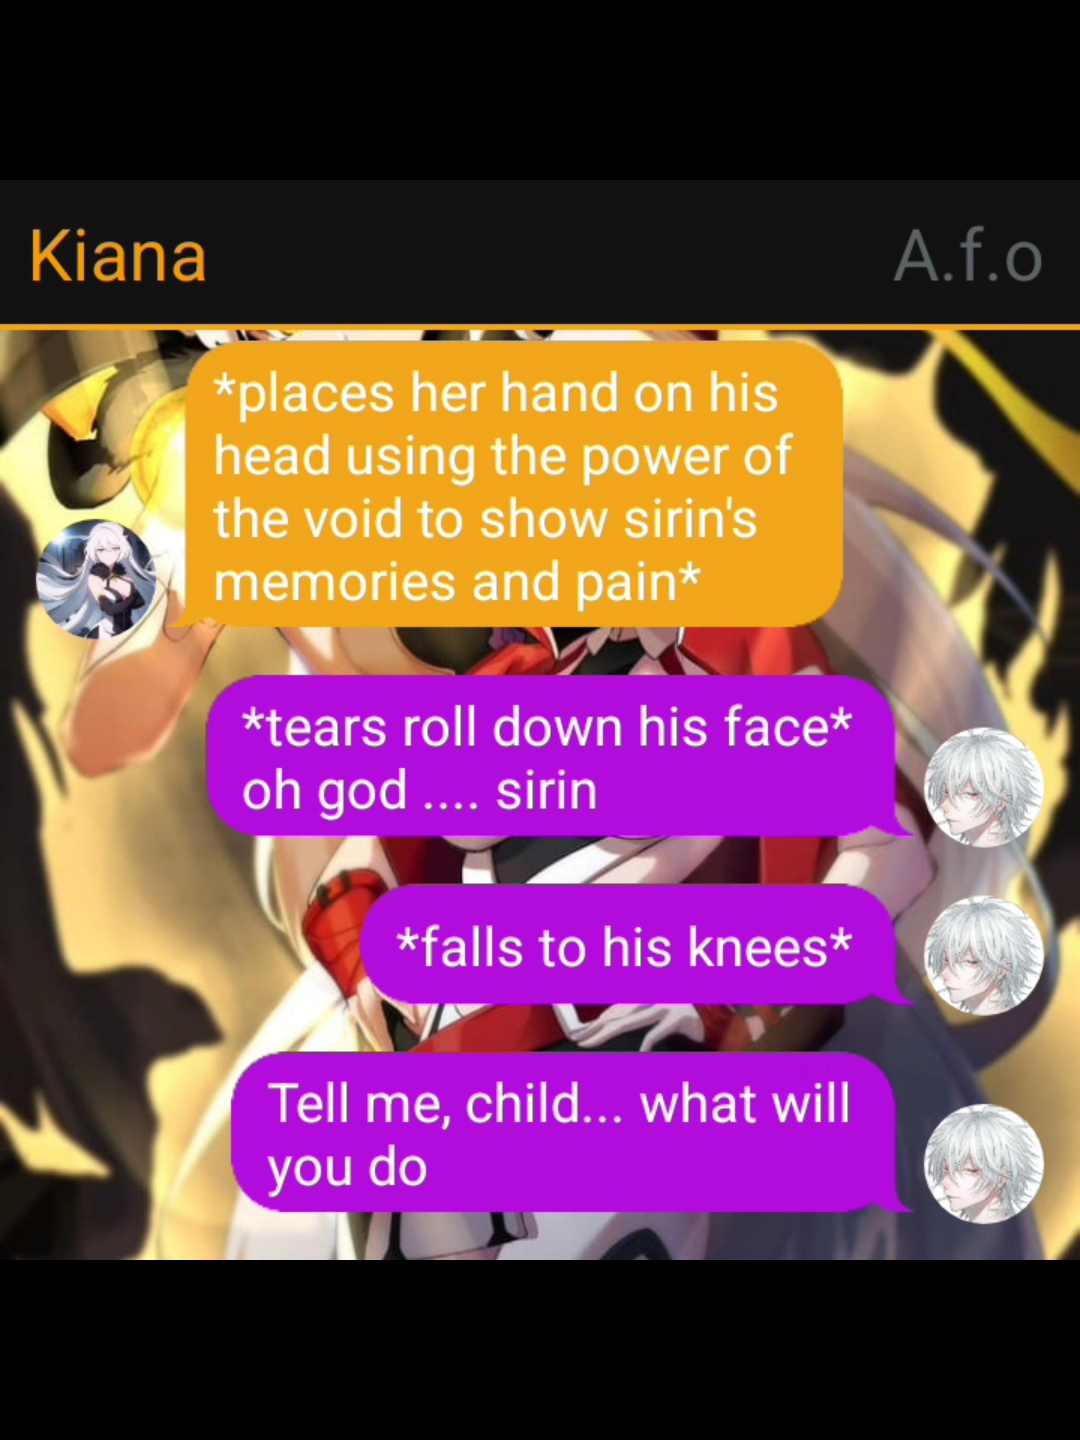 Kiana
A.f.o
*places her hand on his
head using the power of
the void to show sirin's
memories and pain*
*tears roll down his face*
oh god .... sirin
*falls to his knees*
Tell me, child... what will
you do